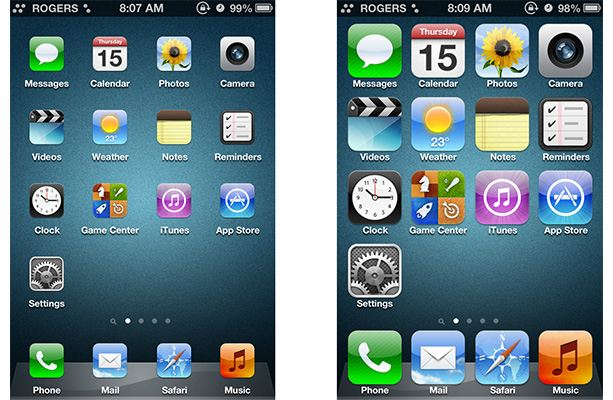 ROGERS 8:07 AM 99%
Thursday
15
Messages Calendar Photos Camera
23°
Videos Weather Notes Reminders
Clock Game Center iTunes App Store
Settings
Phone Mail Safari Music
ROGERS 8:09 AM 98%
Thursday
15
Messages Calendar Photos Camera
23°
Videos Weather Notes Reminders
Clock Game Center iTunes App Store
Settings
Phone Mail Safari Music